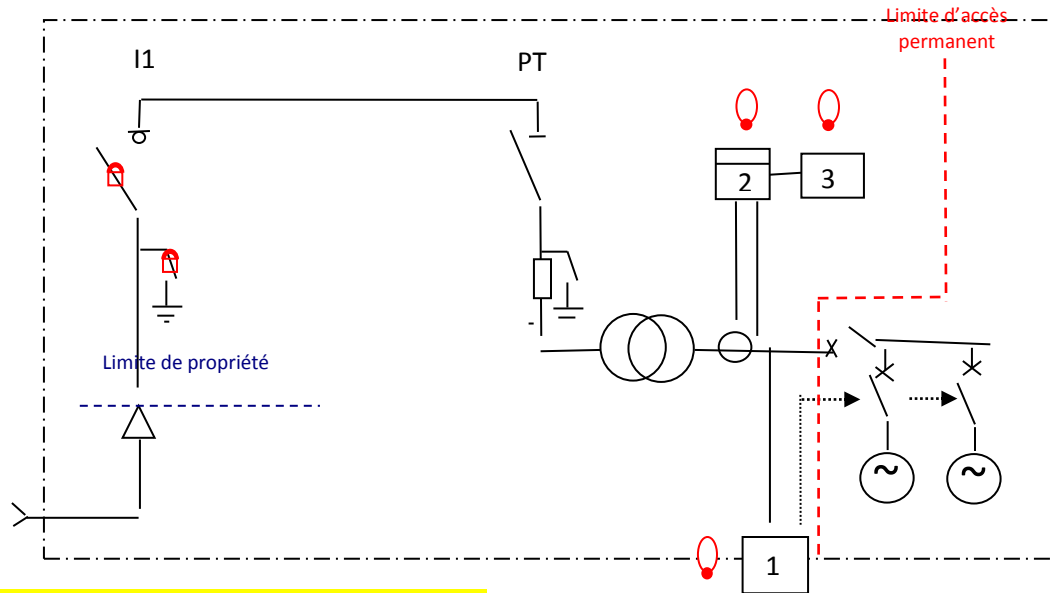 Limite d'accès
permanent
I1
PT
2
3
Limite de propriété
~
~
1